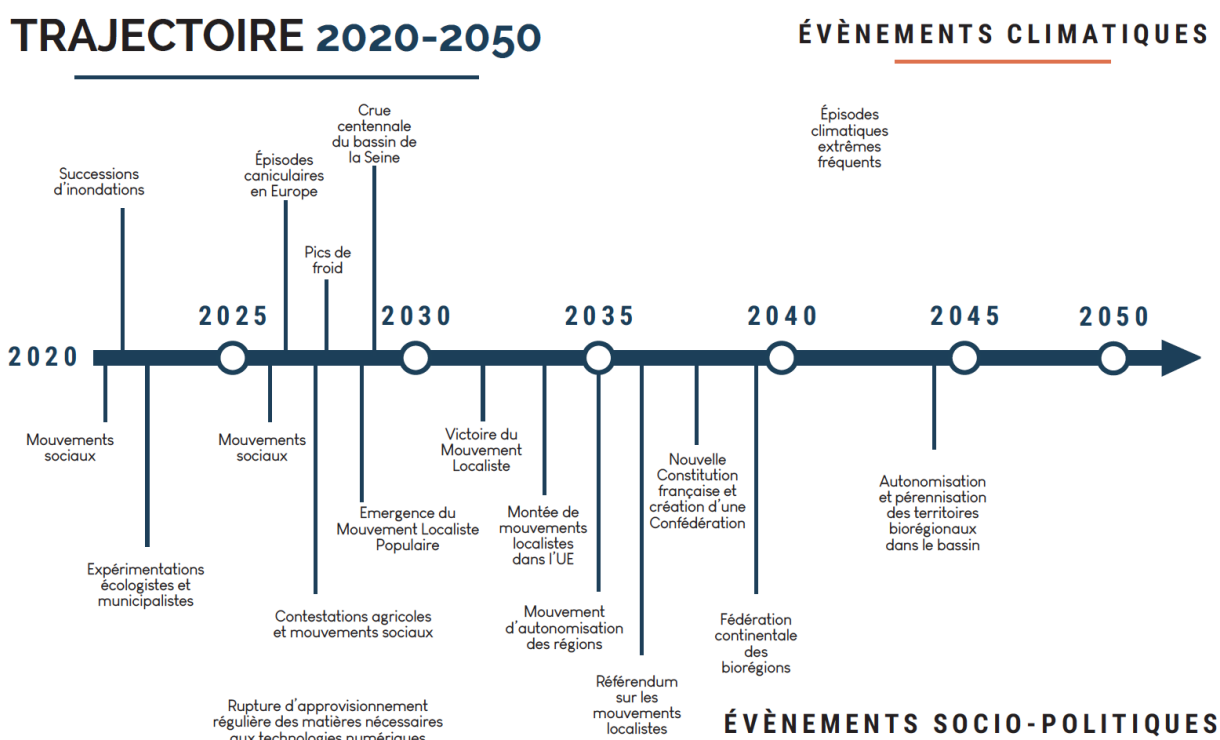 TRAJECTOIRE 2020-2050
ÉVÈNEMENTS CLIMATIQUES
Successions
d'inondations
Épisodes
caniculaires
en Europe
Pics de
froid
Crue
centennale
du bassin de
la Seine
Épisodes
climatiques
extrêmes
fréquents
2020
2025
2030
2035
2040
2045
2050
Mouvements
sociaux
Expérimentations
écologistes et
municipalistes
Mouvements
sociaux
Contestations agricoles
et mouvements sociaux
Emergence du
Mouvement Localiste
Populaire
Victoire du
Mouvement
Localiste
Montée de
mouvements
localistes
dans l'UE
Mouvement
d'autonomisation
des régions
Référendum
sur les
mouvements
localistes
Nouvelle
Constitution
française et
création d'une
Confédération
Fédération
continentale
des
biorégions
Autonomisation
et pérennisation
des territoires
biorégionaux
dans le bassin
Rupture d'approvisionnement
régulière des matières nécessaires
aux technologies numériques
ÉVÈNEMENTS SOCIO-POLITIQUES